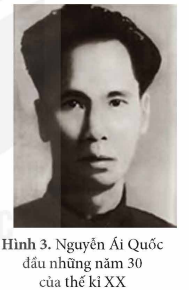 Hình 3. Nguyễn Ái Quốc
đầu những năm 30
của thế kỉ XX